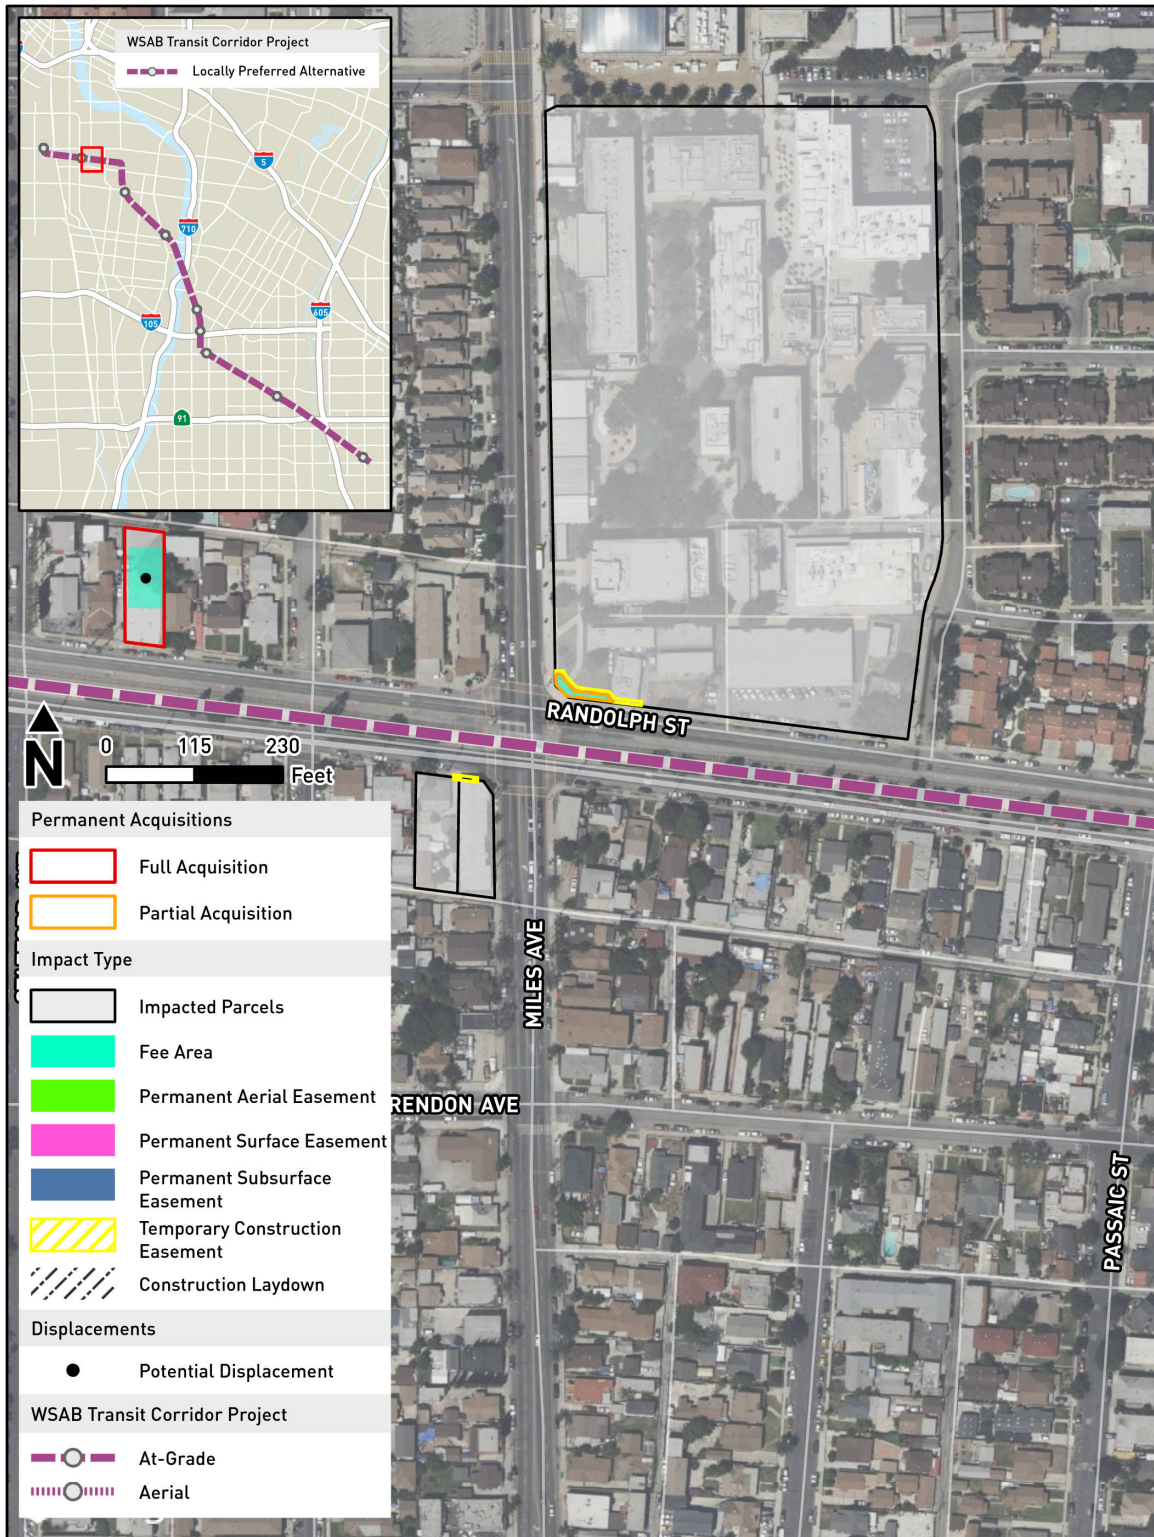 WSAB Transit Corridor Project
Locally Preferred Alternative
5
710
105
605
91
RANDOLPH ST
N
0 115 230
Feet
Permanent Acquisitions
Full Acquisition
Partial Acquisition
Impact Type
Impacted Parcels
Fee Area
Permanent Aerial Easement
Permanent Surface Easement
Permanent Subsurface
Easement
Temporary Construction
Easement
Construction Laydown
Displacements
Potential Displacement
WSAB Transit Corridor Project
At-Grade
Aerial
MILES AVE
RENDON AVE
PASSAIC ST